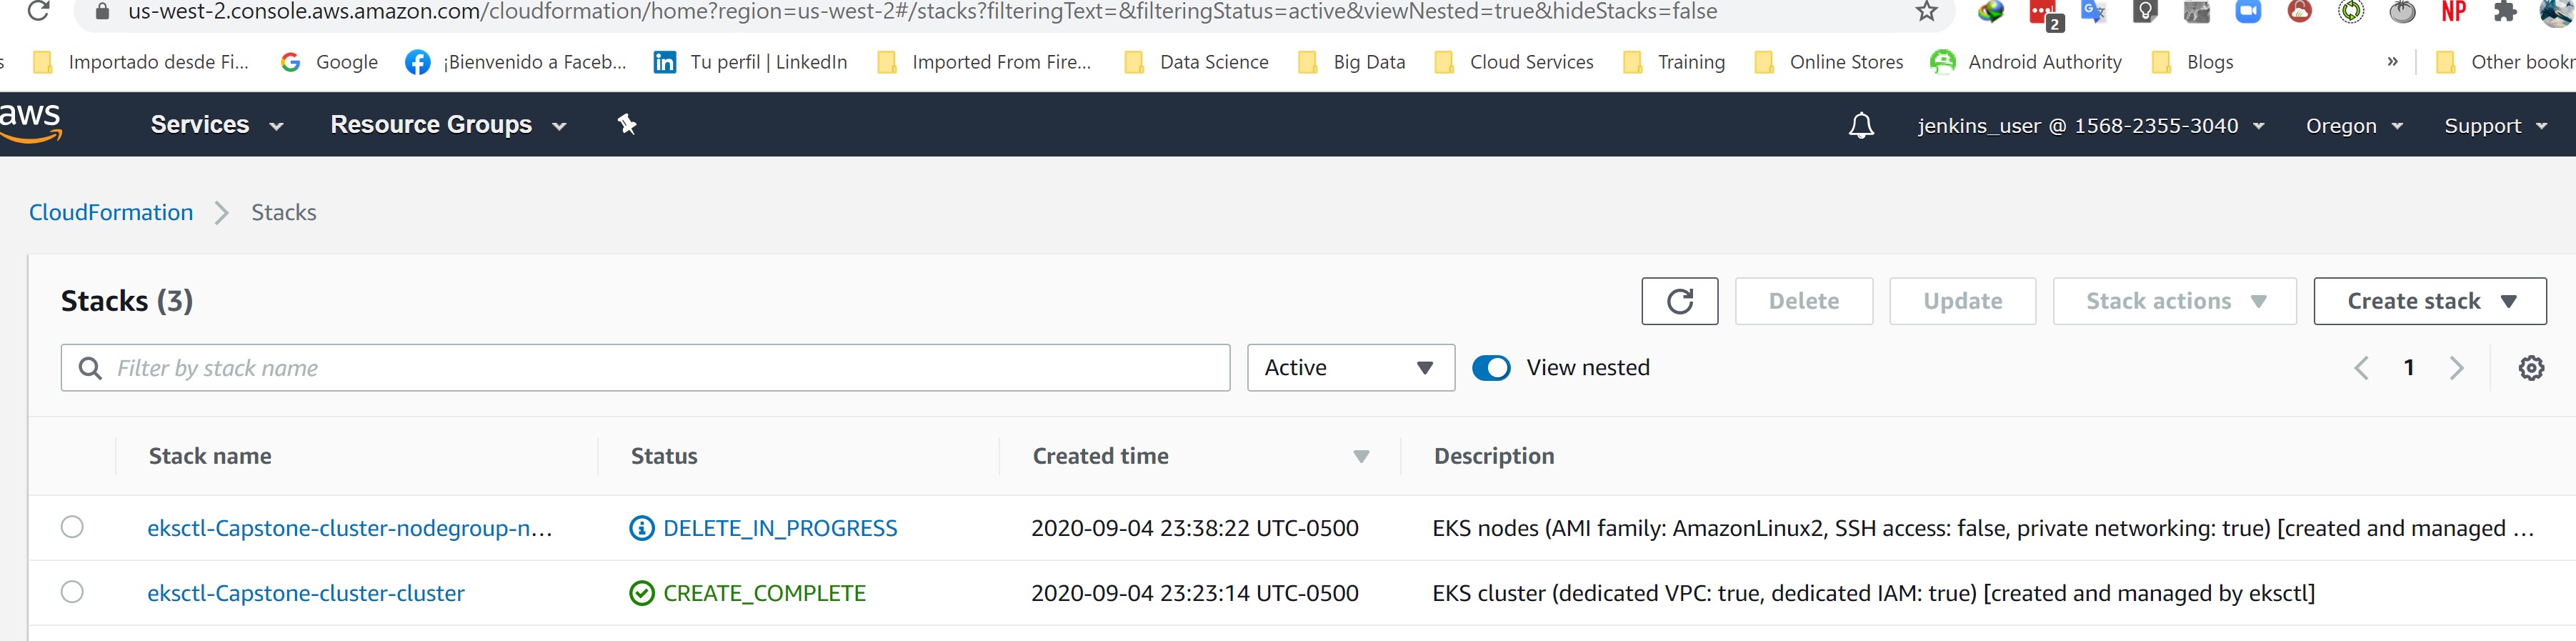 us-west-2.console.aws.amazon.com/cloudformation/home?region=us-west-2#/stacks?filteringText=&filteringStatus=active&viewNested=true&hideStacks=false 2 NP
s Importado desde Fi... Google ¡Bienvenido a Faceb... Tu perfil | LinkedIn Imported From Fire... Data Science Big Data Cloud Services Training Online Stores Android Authority Blogs » Other bookr
aws Services Resource Groups jenkins_user @ 1568-2355-3040 Oregon Support
CloudFormation > Stacks
Stacks (3) Delete Update Stack actions Create stack
Filter by stack name Active View nested < 1 >
Stack name Status Created time Description
eksctl-Capstone-cluster-nodegroup-n... DELETE_IN_PROGRESS 2020-09-04 23:38:22 UTC-0500 EKS nodes (AMI family: AmazonLinux2, SSH access: false, private networking: true) [created and managed ...
eksctl-Capstone-cluster-cluster CREATE_COMPLETE 2020-09-04 23:23:14 UTC-0500 EKS cluster (dedicated VPC: true, dedicated IAM: true) [created and managed by eksctl]